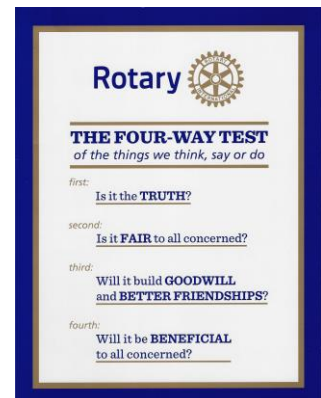 Rotary
ROTARY
INTERNATIONAL
THE FOUR-WAY TEST
of the things we think, say or do
first:
Is it the TRUTH?
second:
Is it FAIR to all concerned?
third:
Will it build GOODWILL
and BETTER FRIENDSHIPS?
fourth:
Will it be BENEFICIAL
to all concerned?